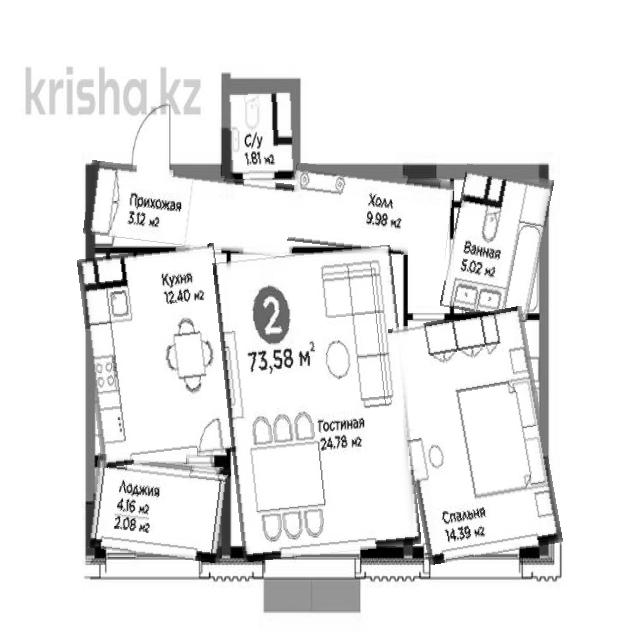 krisha.kz
С/у
1.81 м2
Прихожая
3.12 м2
Холл
9.98 м2
Ванная
5.02 м2
Кухня
12.40 м2
2
73,58 м2
Гостиная
24.78 м2
Лоджия
4.16 м2
2.08 м2
Спальня
14.39 м2